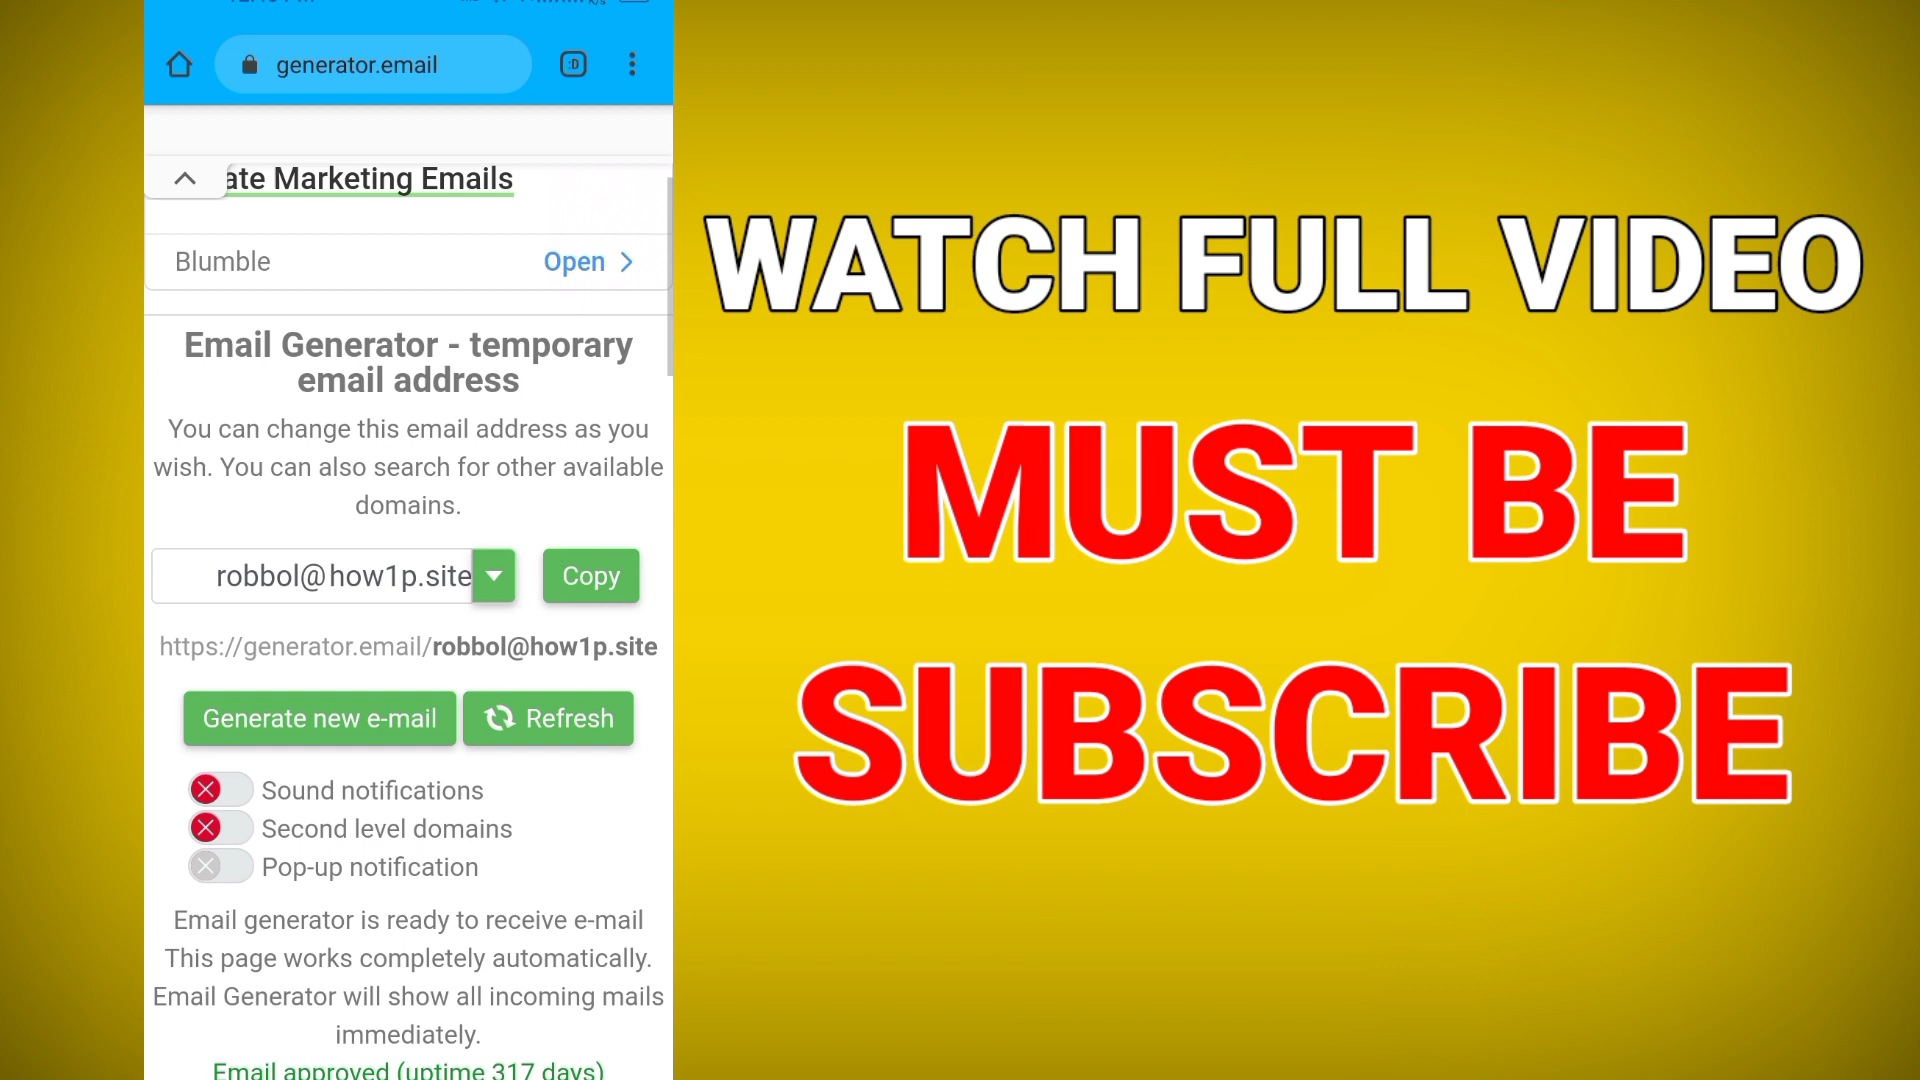 generator.email
:D
ate Marketing Emails
Blumble
Open
Email Generator - temporary
email address
You can change this email address as you
wish. You can also search for other available
domains.
robbol@how1p.site
Copy
https://generator.email/robbol@how1p.site
Generate new e-mail
Refresh
Sound notifications
Second level domains
Pop-up notification
Email generator is ready to receive e-mail
This page works completely automatically.
Email Generator will show all incoming mails
immediately.
Email approved (uptime 317 days)
WATCH FULL VIDEO
MUST BE
SUBSCRIBE